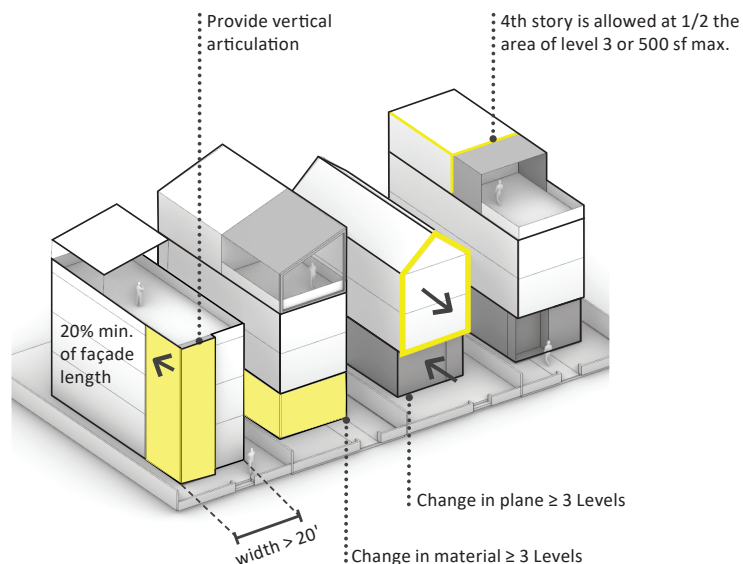 Provide vertical
articulation
4th story is allowed at 1/2 the
area of level 3 or 500 sf max.
20% min.
of façade
length
Change in plane ≥ 3 Levels
width > 20'
Change in material ≥ 3 Levels